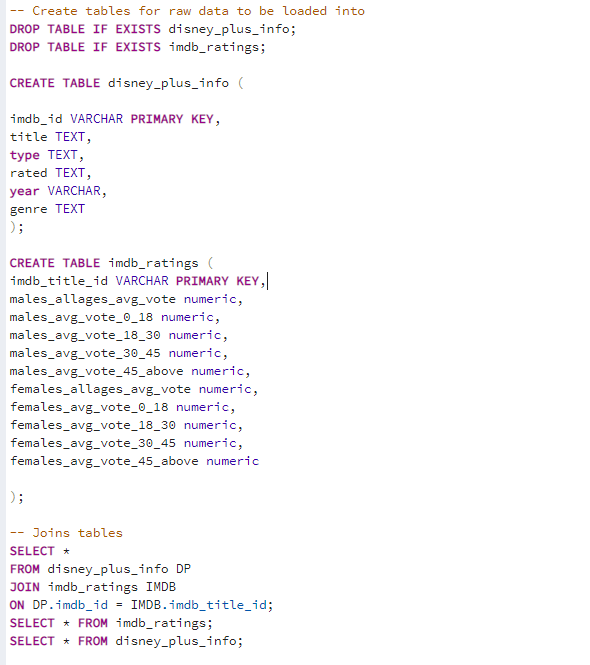 -- Create tables for raw data to be loaded into
DROP TABLE IF EXISTS disney_plus_info;
DROP TABLE IF EXISTS imdb_ratings;
CREATE TABLE disney_plus_info (
imdb_id VARCHAR PRIMARY KEY,
title TEXT,
type TEXT,
rated TEXT,
year VARCHAR,
genre TEXT
);
CREATE TABLE imdb_ratings (
imdb_title_id VARCHAR PRIMARY KEY,
males_allages_avg_vote numeric,
males_avg_vote_0_18 numeric,
males_avg_vote_18_30 numeric,
males_avg_vote_30_45 numeric,
males_avg_vote_45_above numeric,
females_allages_avg_vote numeric,
females_avg_vote_0_18 numeric,
females_avg_vote_18_30 numeric,
females_avg_vote_30_45 numeric,
females_avg_vote_45_above numeric
);
-- Joins tables
SELECT *
FROM disney_plus_info DP
JOIN imdb_ratings IMDB
ON DP.imdb_id = IMDB.imdb_title_id;
SELECT * FROM imdb_ratings;
SELECT * FROM disney_plus_info;